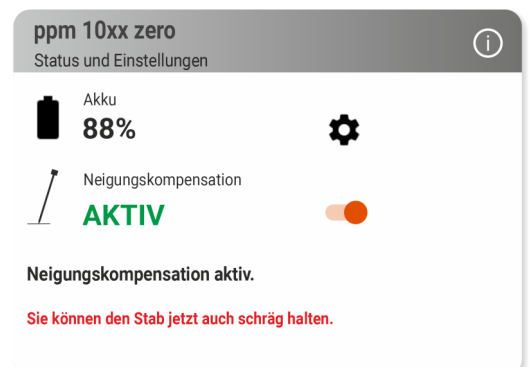 ppm 10xx zero
Status und Einstellungen
Akku
88%
Neigungskompensation
AKTIV
Neigungskompensation aktiv.
Sie können den Stab jetzt auch schräg halten.